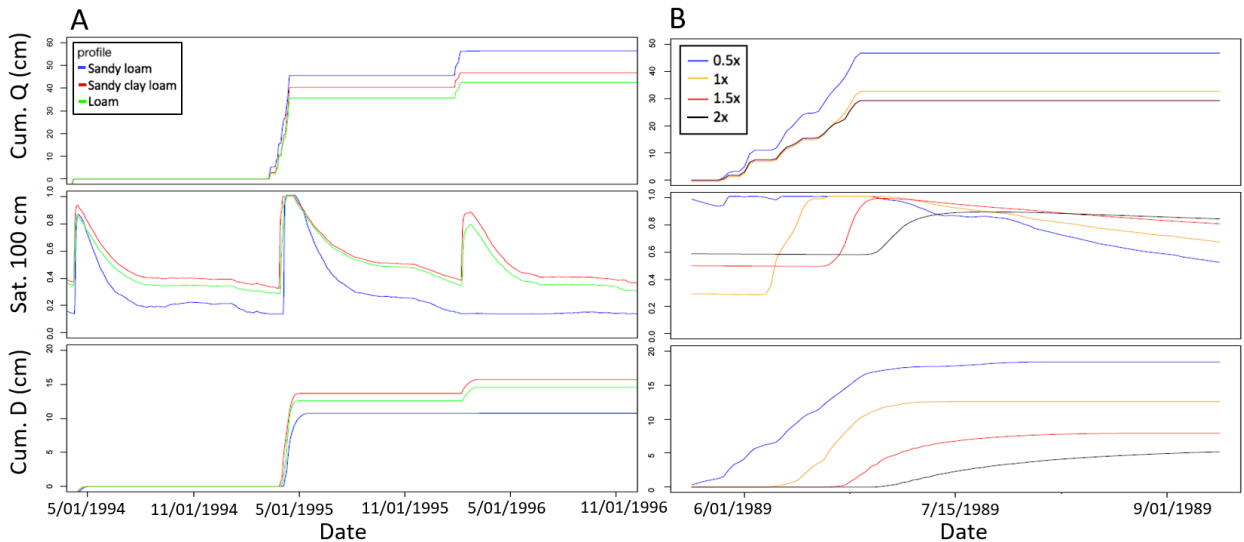 A
Cum. Q (cm)
60
50
40
30
20
10
0
profile
Sandy loam
Sandy clay loam
Loam
Sat. 100 cm
1.0
0.8
0.6
0.4
0.2
0.0
Cum. D (cm)
20
15
10
5
0
5/01/1994
11/01/1994
5/01/1995
11/01/1995
5/01/1996
11/01/1996
Date
B
50
40
30
20
10
0
0.5x
1x
1.5x
2x
1.0
0.8
0.6
0.4
0.2
0.0
20
15
10
5
0
6/01/1989
7/15/1989
9/01/1989
Date